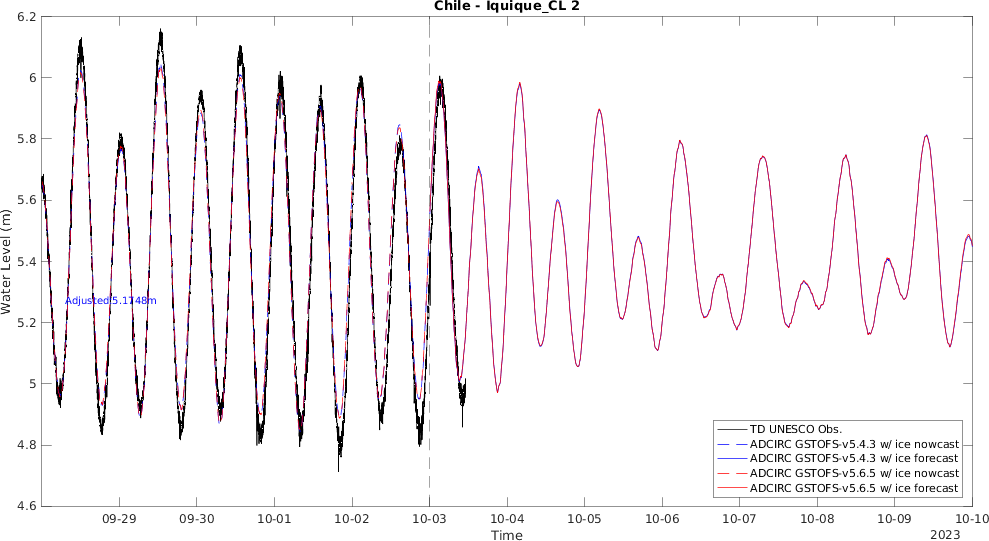 Chile - Iquique_CL 2
6.2
6
5.8
5.6
5.4
5.2
5
4.8
4.6
Water Level (m)
Adjusted 5.1748m
TD UNESCO Obs.
ADCIRC GSTOFS-v5.4.3 w/ ice nowcast
ADCIRC GSTOFS-v5.4.3 w/ ice forecast
ADCIRC GSTOFS-v5.6.5 w/ ice nowcast
ADCIRC GSTOFS-v5.6.5 w/ ice forecast
09-29 09-30 10-01 10-02 10-03 10-04 10-05 10-06 10-07 10-08 10-09 10-10
Time
2023